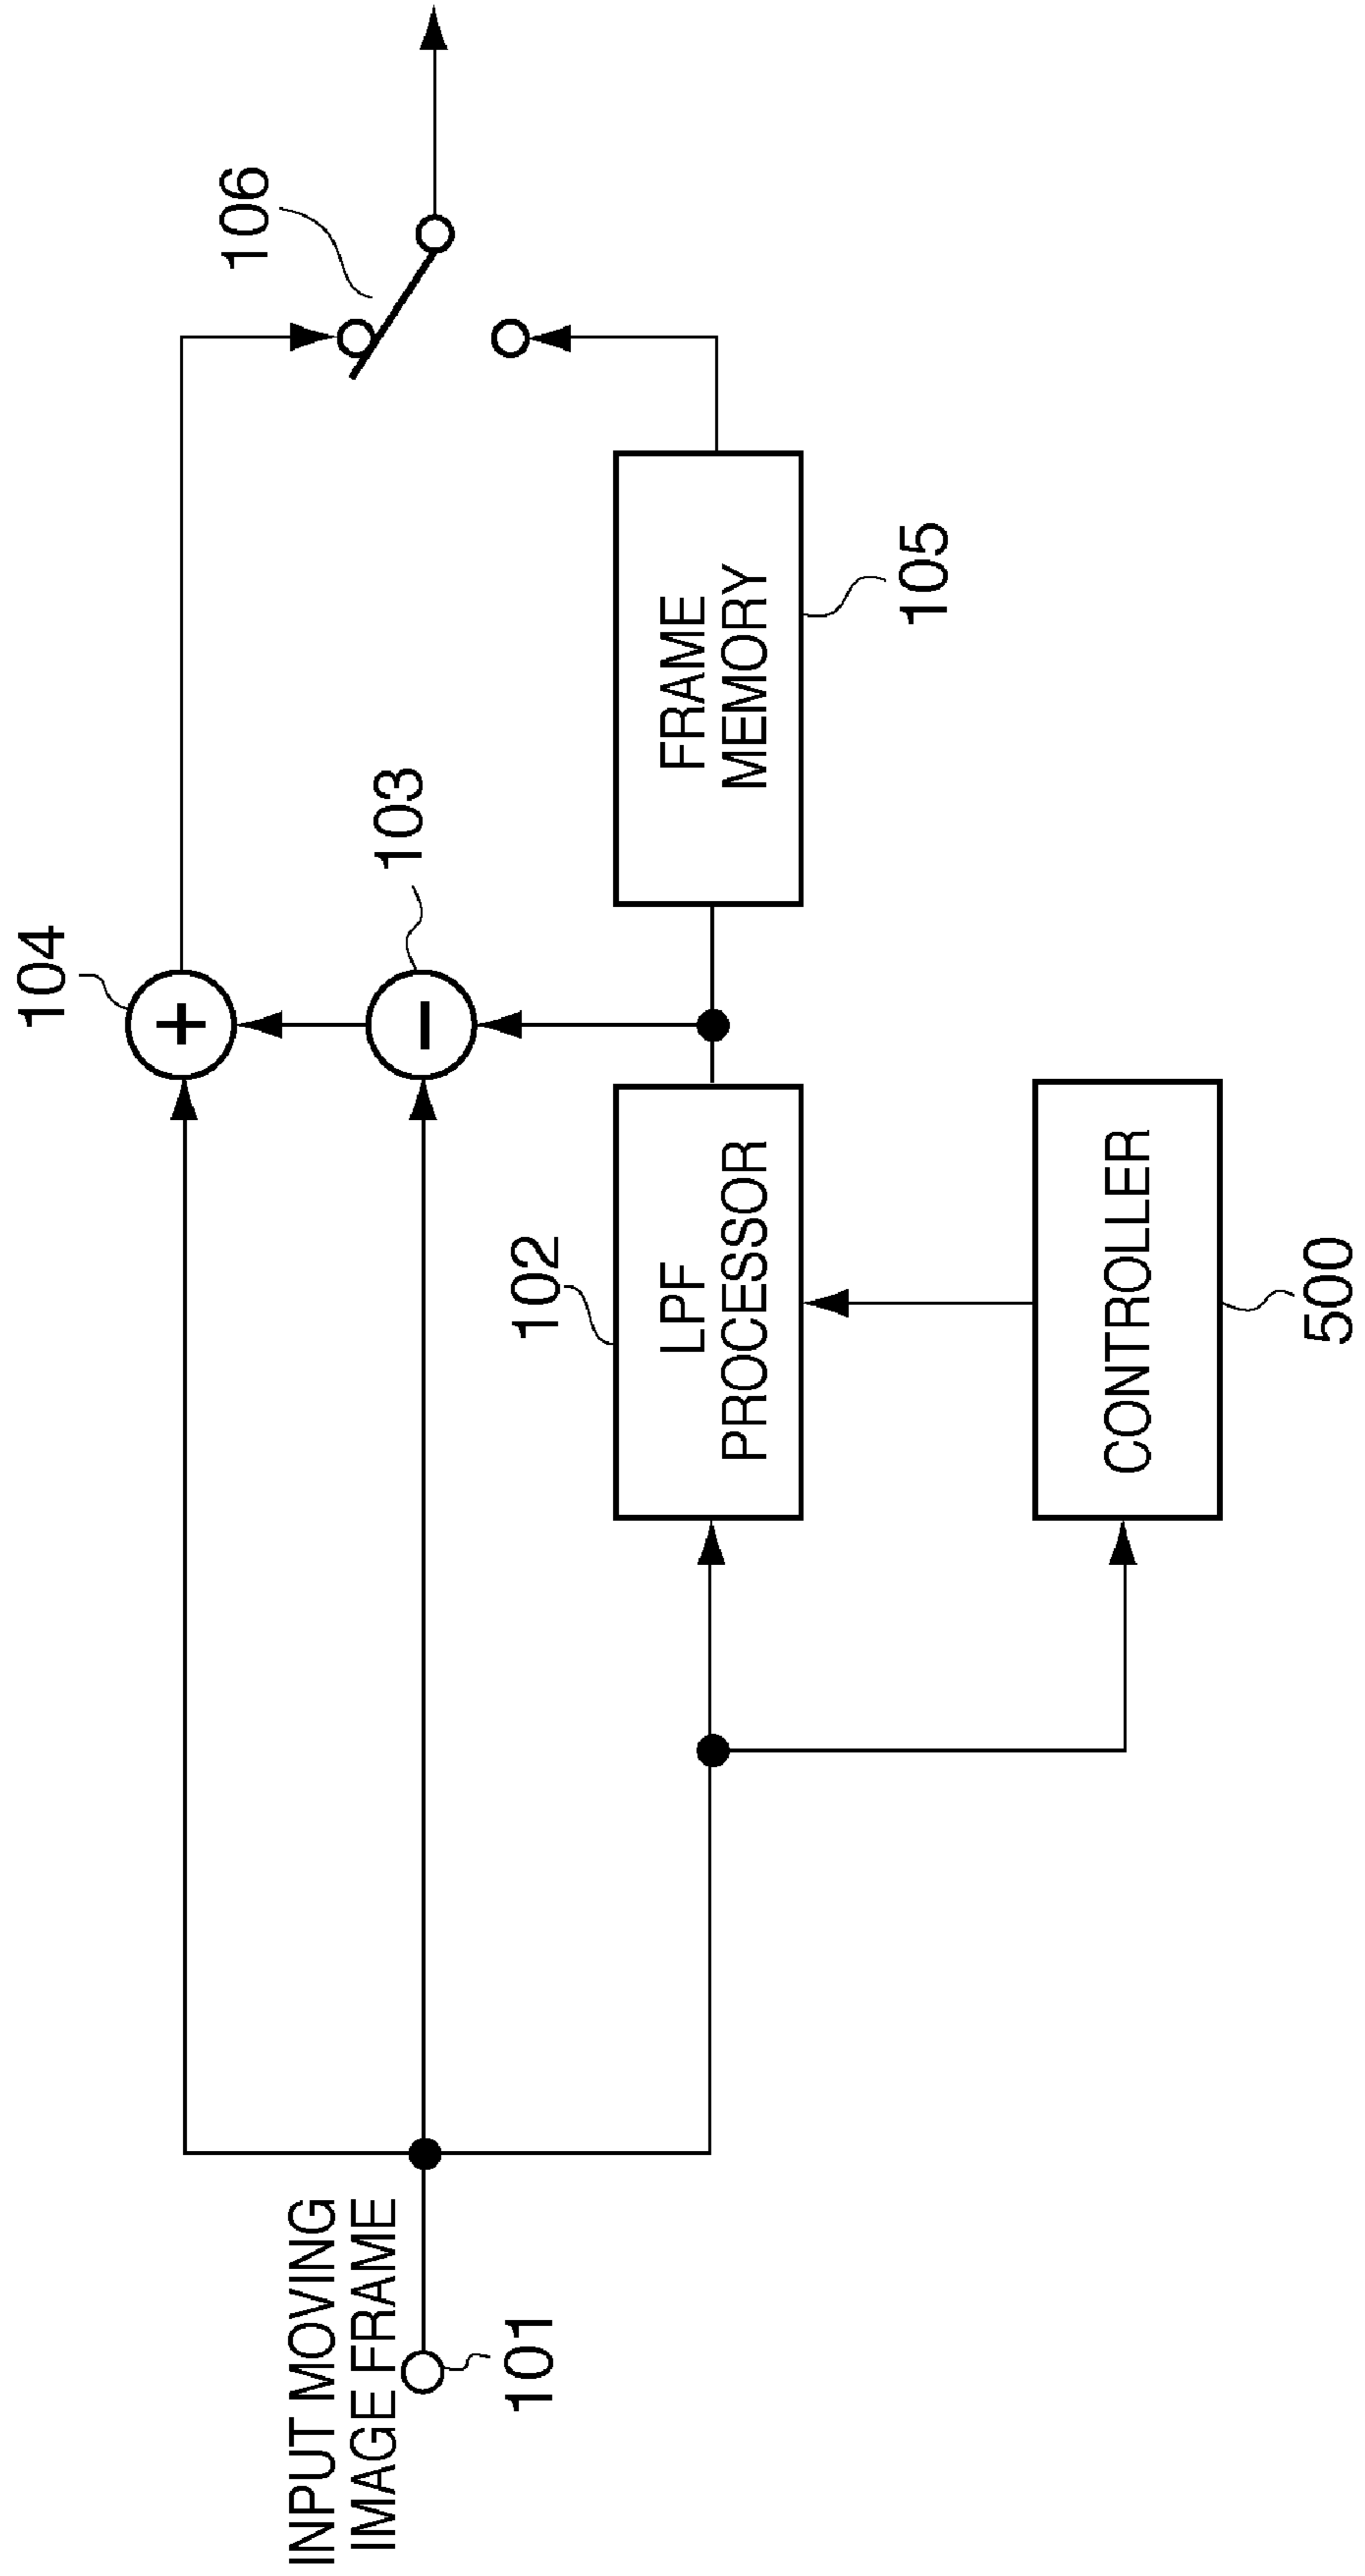 INPUT MOVING
IMAGE FRAME
101
104
103
106
102
LPF
PROCESSOR
FRAME
MEMORY
105
CONTROLLER
500